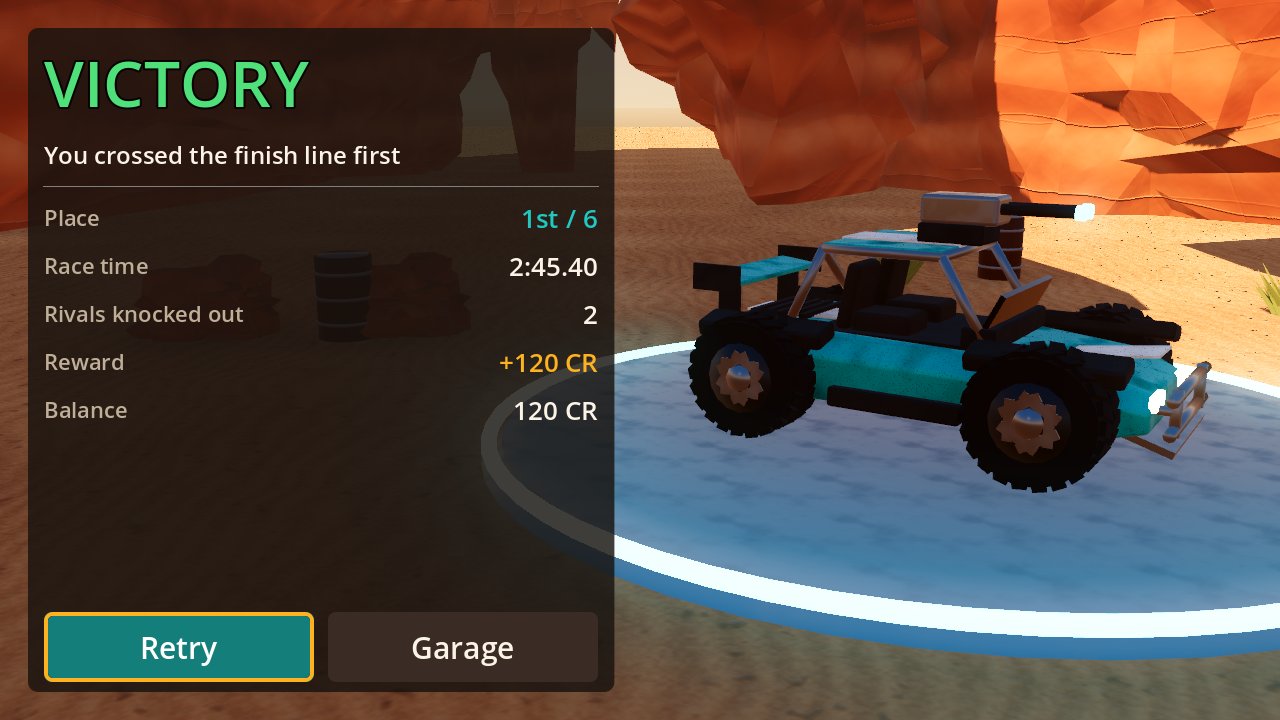 VICTORY
You crossed the finish line first
Place 1st / 6
Race time 2:45.40
Rivals knocked out 2
Reward +120 CR
Balance 120 CR
Retry Garage